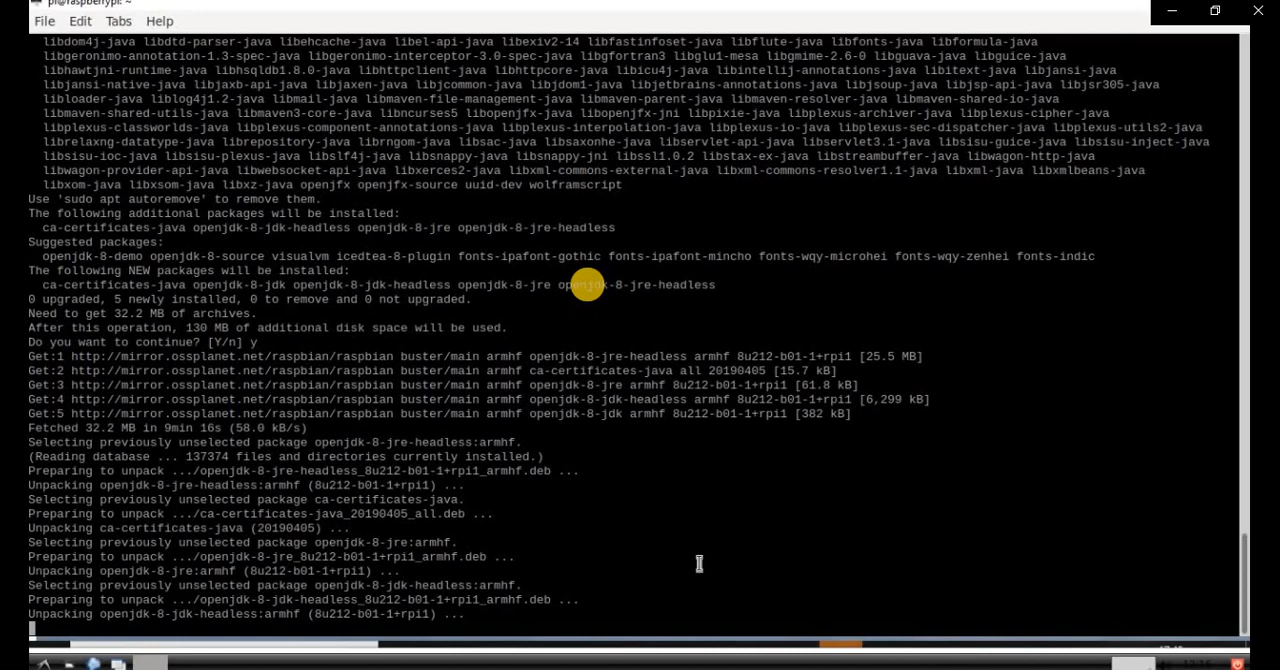 pi@raspberrypi: ~
File Edit Tabs Help
libdom4j-java libdtd-parser-java libehcache-java libel-api-java libexiv2-14 libfastinfoset-java libflute-java libfonts-java libformula-java
libgeronimo-annotation-1.3-spec-java libgeronimo-interceptor-3.0-spec-java libgfortran3 libglu1-mesa libgmime-2.6-0 libguava-java libguice-java
libhawtjni-runtime-java libhsqldb1.8.0-java libhttpclient-java libhttpcore-java libicu4j-java libintellij-annotations-java libitext-java libjansi-java
libjansi-native-java libjaxb-api-java libjaxen-java libjcommon-java libjdom1-java libjetbrains-annotations-java libjsoup-java libjsp-api-java libjsr305-java
libloader-java liblog4j1.2-java libmail-java libmaven-file-management-java libmaven-parent-java libmaven-resolver-java libmaven-shared-io-java
libmaven-shared-utils-java libmaven3-core-java libncurses5 libopenjfx-java libopenjfx-jni libpixie-java libplexus-archiver-java libplexus-cipher-java
libplexus-classworlds-java libplexus-component-annotations-java libplexus-interpolation-java libplexus-io-java libplexus-sec-dispatcher-java libplexus-utils2-java
librelaxng-datatype-java librepository-java librngom-java libsac-java libsaxonhe-java libservlet-api-java libservlet3.1-java libsisu-guice-java libsisu-inject-java
libsisu-ioc-java libsisu-plexus-java libslf4j-java libsnappy-java libsnappy-jni libssl1.0.2 libstax-ex-java libstreambuffer-java libwagon-http-java
libwagon-provider-api-java libwebsocket-api-java libxerces2-java libxml-commons-external-java libxml-commons-resolver1.1-java libxml-java libxmlbeans-java
libxom-java libxsom-java libxz-java openjfx openjfx-source uuid-dev wolframscript
Use 'sudo apt autoremove' to remove them.
The following additional packages will be installed:
ca-certificates-java openjdk-8-jdk-headless openjdk-8-jre openjdk-8-jre-headless
Suggested packages:
openjdk-8-demo openjdk-8-source visualvm icedtea-8-plugin fonts-ipafont-gothic fonts-ipafont-mincho fonts-wqy-microhei fonts-wqy-zenhei fonts-indic
The following NEW packages will be installed:
ca-certificates-java openjdk-8-jdk openjdk-8-jdk-headless openjdk-8-jre openjdk-8-jre-headless
0 upgraded, 5 newly installed, 0 to remove and 0 not upgraded.
Need to get 32.2 MB of archives.
After this operation, 130 MB of additional disk space will be used.
Do you want to continue? [Y/n] y
Get:1 http://mirror.ossplanet.net/raspbian/raspbian buster/main armhf openjdk-8-jre-headless armhf 8u212-b01-1+rpi1 [25.5 MB]
Get:2 http://mirror.ossplanet.net/raspbian/raspbian buster/main armhf ca-certificates-java all 20190405 [15.7 kB]
Get:3 http://mirror.ossplanet.net/raspbian/raspbian buster/main armhf openjdk-8-jre armhf 8u212-b01-1+rpi1 [61.8 kB]
Get:4 http://mirror.ossplanet.net/raspbian/raspbian buster/main armhf openjdk-8-jdk-headless armhf 8u212-b01-1+rpi1 [6,299 kB]
Get:5 http://mirror.ossplanet.net/raspbian/raspbian buster/main armhf openjdk-8-jdk armhf 8u212-b01-1+rpi1 [382 kB]
Fetched 32.2 MB in 9min 16s (58.0 kB/s)
Selecting previously unselected package openjdk-8-jre-headless:armhf.
(Reading database ... 137374 files and directories currently installed.)
Preparing to unpack .../openjdk-8-jre-headless_8u212-b01-1+rpi1_armhf.deb ...
Unpacking openjdk-8-jre-headless:armhf (8u212-b01-1+rpi1) ...
Selecting previously unselected package ca-certificates-java.
Preparing to unpack .../ca-certificates-java_20190405_all.deb ...
Unpacking ca-certificates-java (20190405) ...
Selecting previously unselected package openjdk-8-jre:armhf.
Preparing to unpack .../openjdk-8-jre_8u212-b01-1+rpi1_armhf.deb ...
Unpacking openjdk-8-jre:armhf (8u212-b01-1+rpi1) ...
Selecting previously unselected package openjdk-8-jdk-headless:armhf.
Preparing to unpack .../openjdk-8-jdk-headless_8u212-b01-1+rpi1_armhf.deb ...
Unpacking openjdk-8-jdk-headless:armhf (8u212-b01-1+rpi1) ...